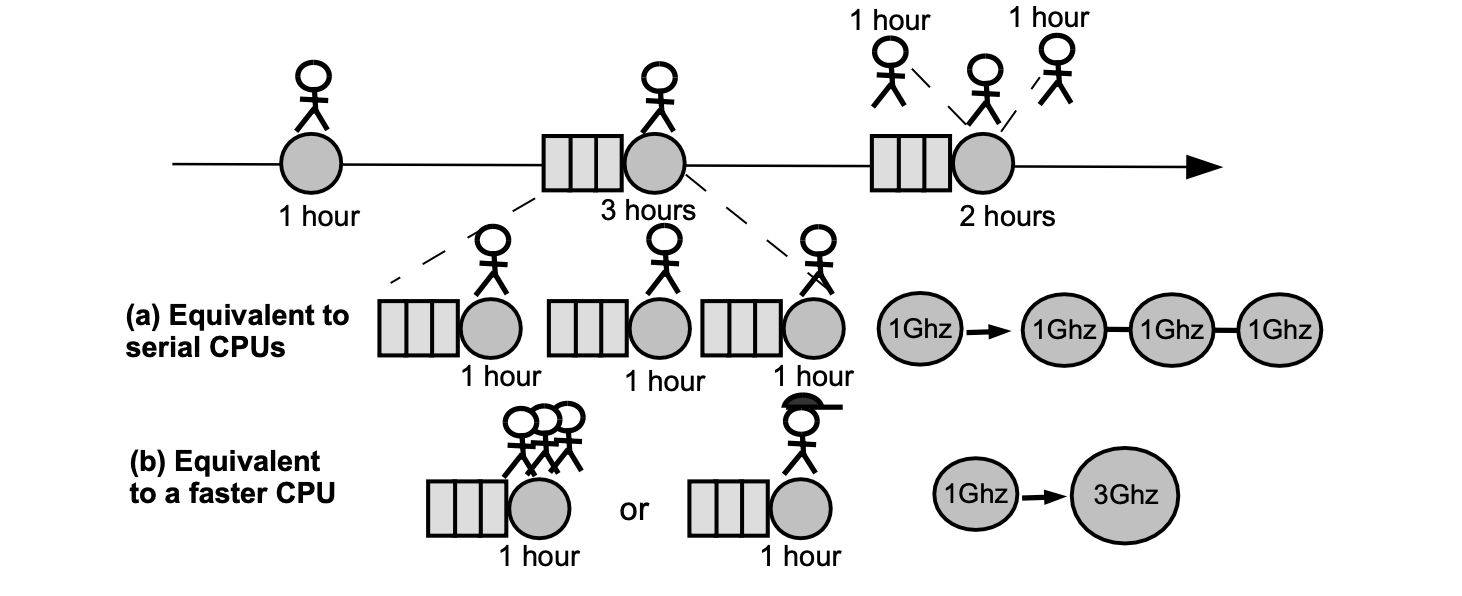 1 hour
1 hour
1 hour
3 hours
2 hours
(a) Equivalent to
serial CPUs
1Ghz
1Ghz
1Ghz
1Ghz
1 hour
1 hour
1 hour
(b) Equivalent
to a faster CPU
or
1Ghz
3Ghz
1 hour
1 hour